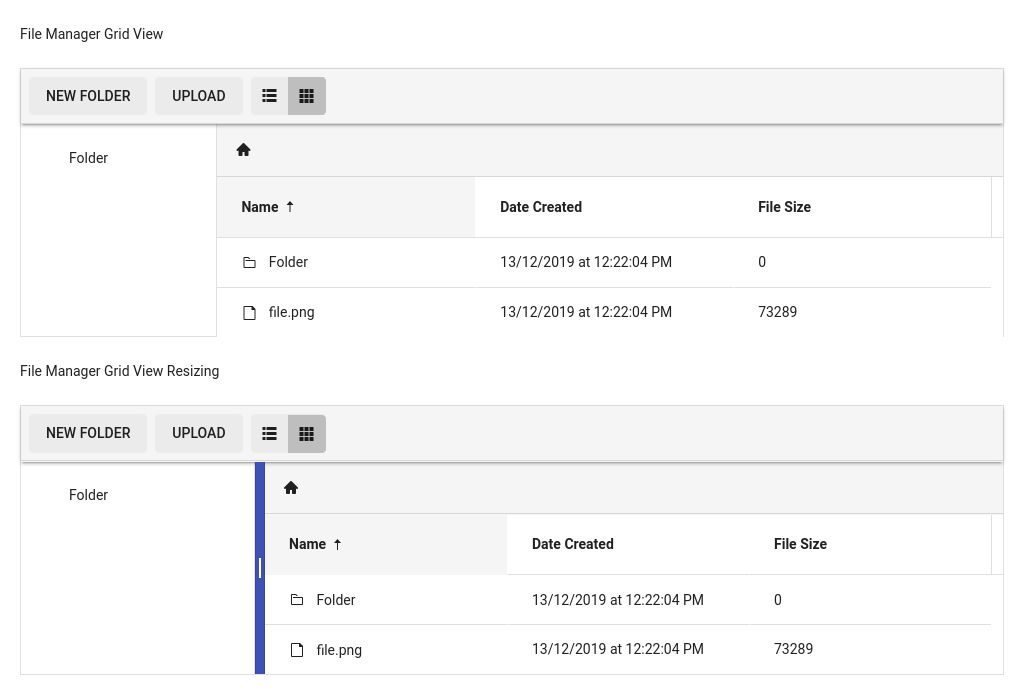 File Manager Grid View
NEW FOLDER UPLOAD
Folder
Name Date Created File Size
Folder 13/12/2019 at 12:22:04 PM 0
file.png 13/12/2019 at 12:22:04 PM 73289
File Manager Grid View Resizing
NEW FOLDER UPLOAD
Folder
Name Date Created File Size
Folder 13/12/2019 at 12:22:04 PM 0
file.png 13/12/2019 at 12:22:04 PM 73289